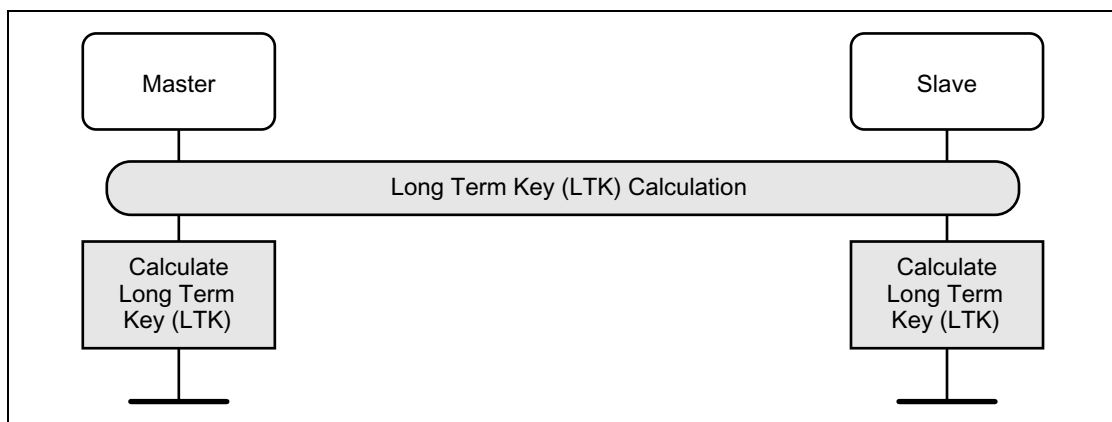 Master
Slave
Long Term Key (LTK) Calculation
Calculate
Long Term
Key (LTK)
Calculate
Long Term
Key (LTK)